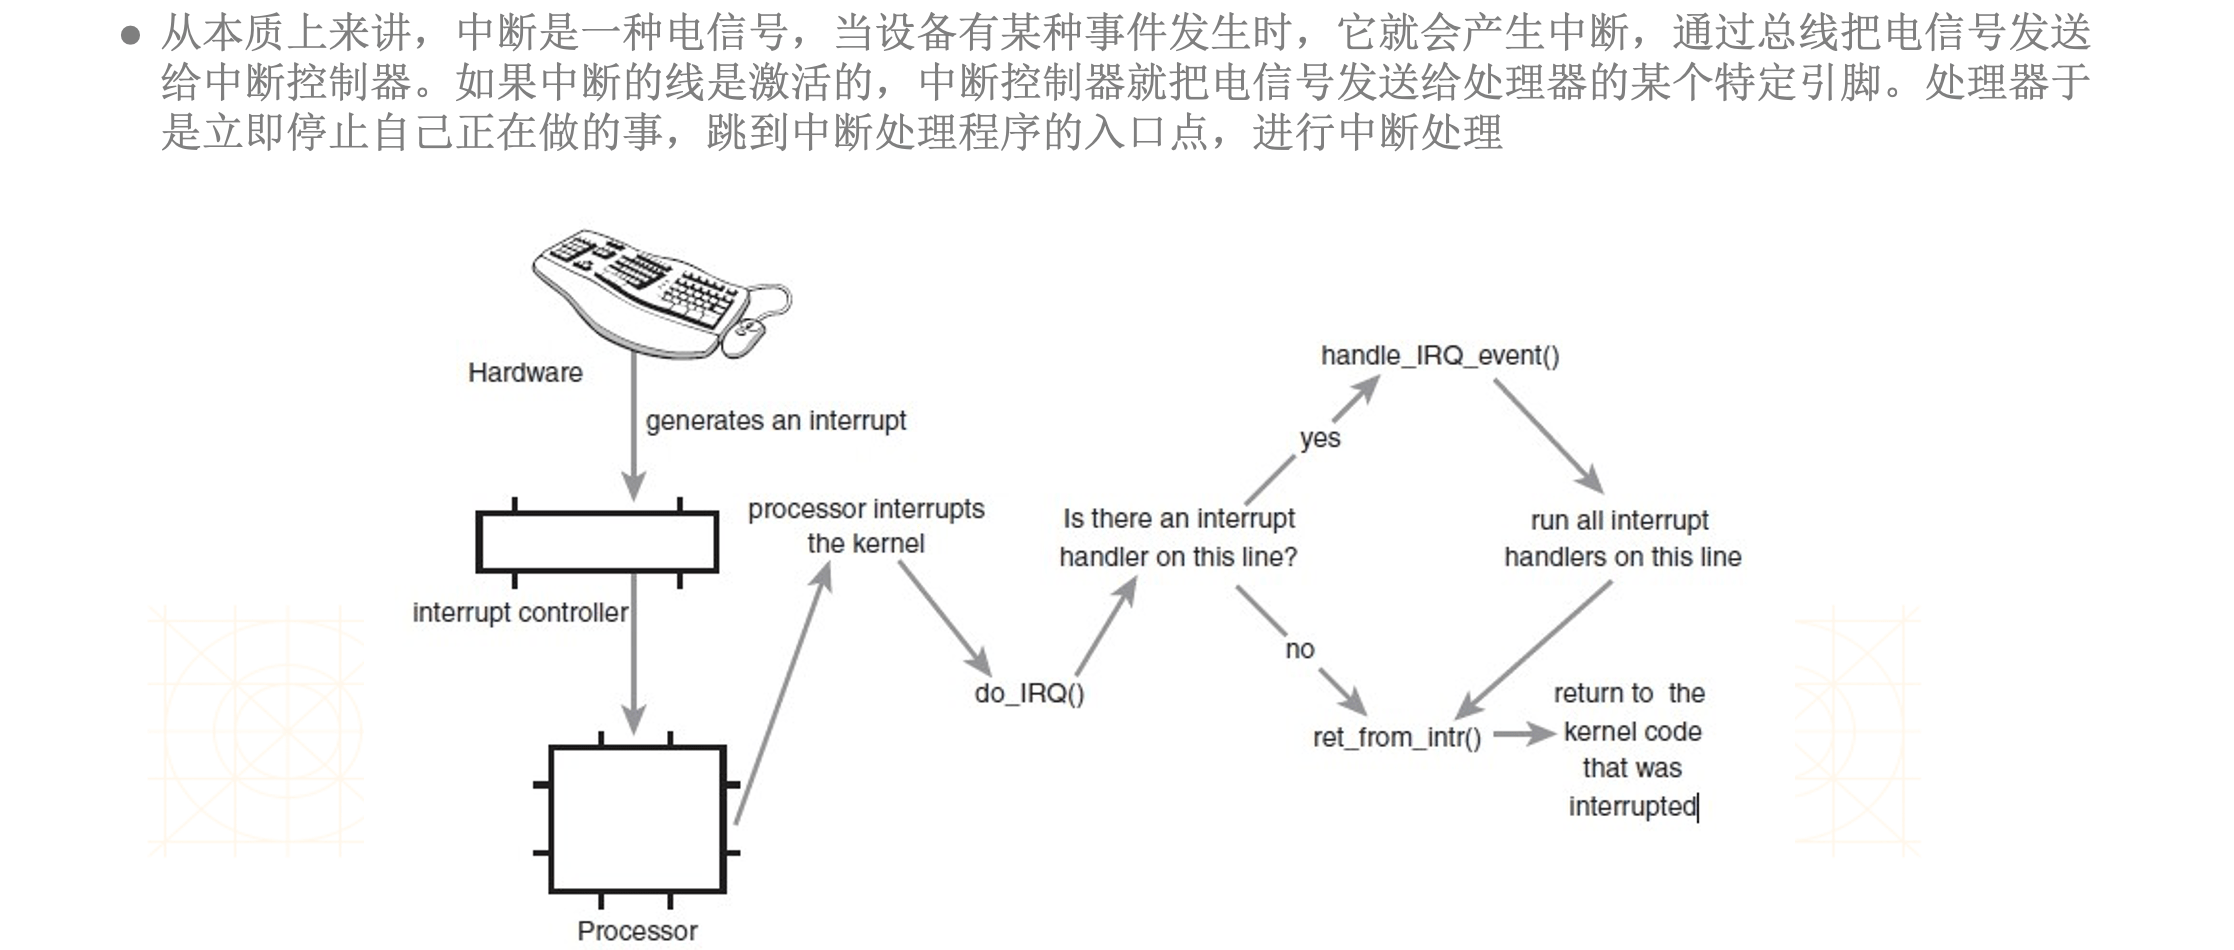 ● 从本质上来讲，中断是一种电信号，当设备有某种事件发生时，它就会产生中断，通过总线把电信号发送
给中断控制器。如果中断的线是激活的，中断控制器就把电信号发送给处理器的某个特定引脚。处理器于
是立即停止自己正在做的事，跳到中断处理程序的入口点，进行中断处理
Hardware
generates an interrupt
interrupt controller
Processor
processor interrupts
the kernel
do_IRQ()
Is there an interrupt
handler on this line?
yes
handle_IRQ_event()
run all interrupt
handlers on this line
no
ret_from_intr()
return to the
kernel code
that was
interrupted